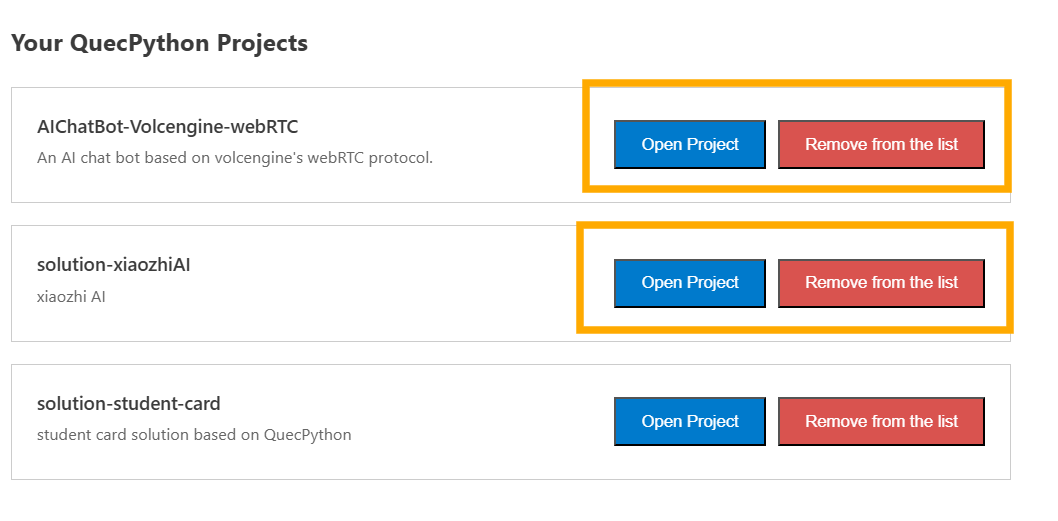 Your QuecPython Projects
AIChatBot-Volcengine-webRTC
An AI chat bot based on volcengine's webRTC protocol.
Open Project
Remove from the list
solution-xiaozhiAI
xiaozhi AI
Open Project
Remove from the list
solution-student-card
student card solution based on QuecPython
Open Project
Remove from the list